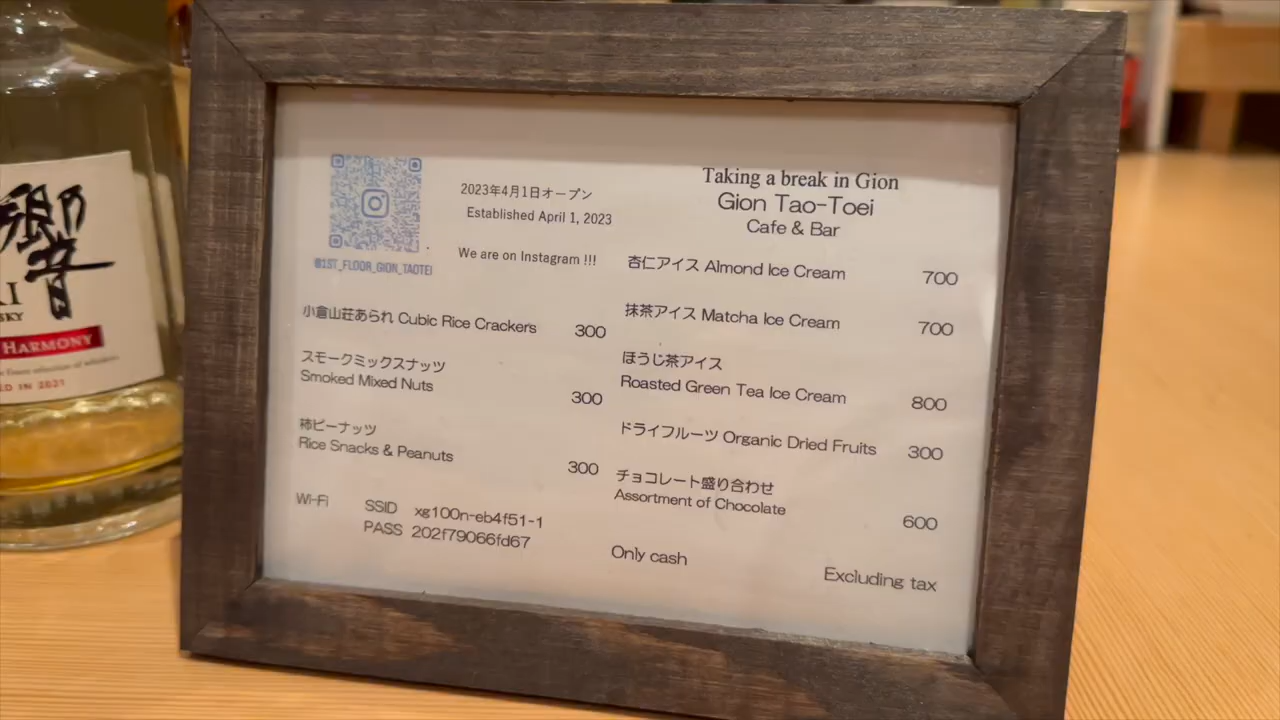 響
WHISKY
HARMONY
IN 2021
2023年4月1日オープン
Established April 1, 2023
We are on Instagram !!!
@1ST_FLOOR_GION_TAOTEI
小倉山荘あられ Cubic Rice Crackers 300
スモークミックスナッツ
Smoked Mixed Nuts 300
柿ピーナッツ
Rice Snacks & Peanuts 300
Wi-Fi SSID xg100n-eb4f51-1
PASS 202f79066fd67
Taking a break in Gion
Gion Tao-Toei
Cafe & Bar
杏仁アイス Almond Ice Cream 700
抹茶アイス Matcha Ice Cream 700
ほうじ茶アイス
Roasted Green Tea Ice Cream 800
ドライフルーツ Organic Dried Fruits 300
チョコレート盛り合わせ
Assortment of Chocolate 600
Only cash Excluding tax